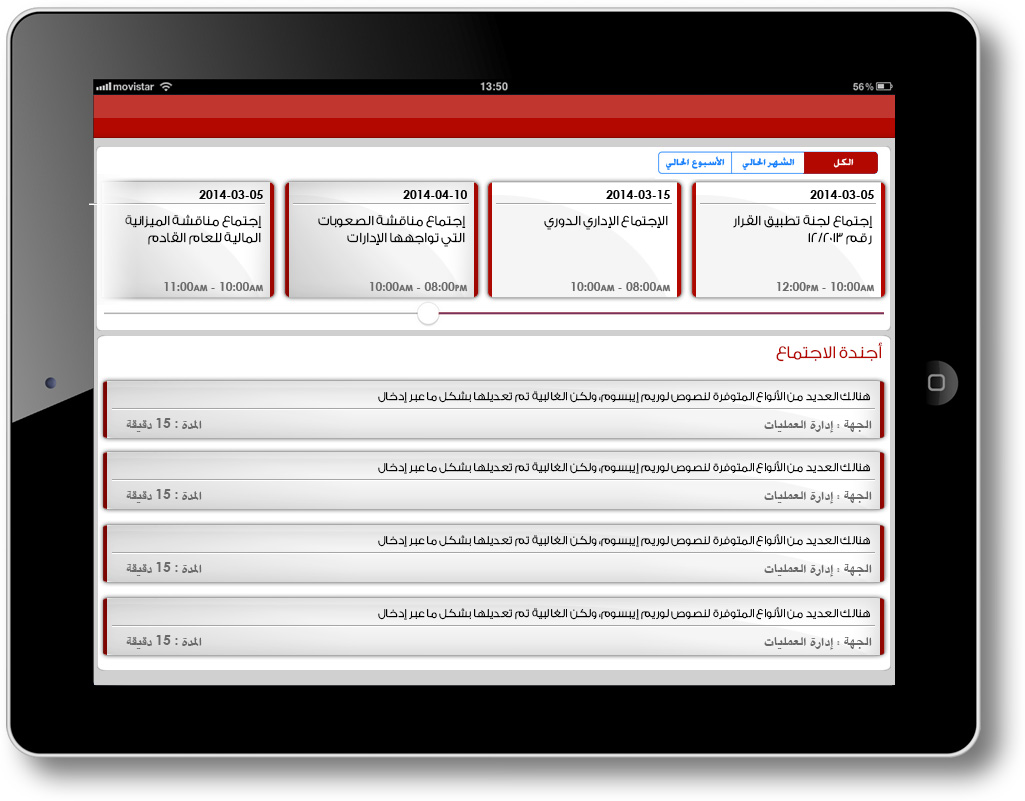 movistar
13:50
56%
الكل
الشهر الحالي
الأسبوع الحالي
2014-03-05
إجتماع لجنة تطبيق القرار
رقم ١٢/٢٠١٣
12:00PM - 10:00AM
2014-03-15
الإجتماع الإداري الدوري
10:00AM - 08:00AM
2014-04-10
إجتماع مناقشة الصعوبات
التي تواجهها الإدارات
10:00AM - 08:00PM
2014-03-05
إجتماع مناقشة الميزانية
المالية للعام القادم
11:00AM - 10:00AM
أجندة الاجتماع
هنالك العديد من الأنواع المتوفرة لنصوص لوريم إيبسوم، ولكن الغالبية تم تعديلها بشكل ما عبر إدخال
الجهة : إدارة العمليات
المدة : 15 دقيقة
هنالك العديد من الأنواع المتوفرة لنصوص لوريم إيبسوم، ولكن الغالبية تم تعديلها بشكل ما عبر إدخال
الجهة : إدارة العمليات
المدة : 15 دقيقة
هنالك العديد من الأنواع المتوفرة لنصوص لوريم إيبسوم، ولكن الغالبية تم تعديلها بشكل ما عبر إدخال
الجهة : إدارة العمليات
المدة : 15 دقيقة
هنالك العديد من الأنواع المتوفرة لنصوص لوريم إيبسوم، ولكن الغالبية تم تعديلها بشكل ما عبر إدخال
الجهة : إدارة العمليات
المدة : 15 دقيقة